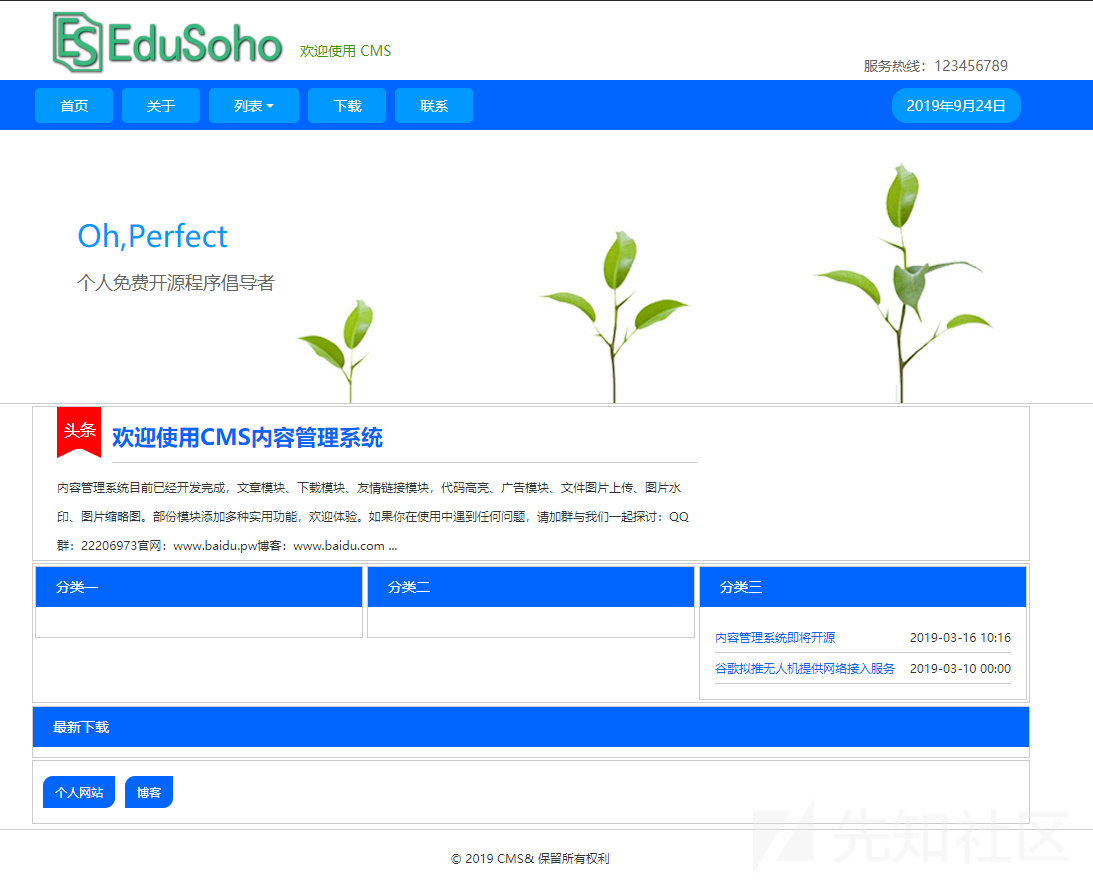 EduSoho
欢迎使用 CMS
服务热线：123456789
首页 关于 列表 下载 联系 2019年9月24日
Oh,Perfect
个人免费开源程序倡导者
头条
欢迎使用CMS内容管理系统
内容管理系统目前已经开发完成，文章模块、下载模块、友情链接模块，代码高亮、广告模块、文件图片上传、图片水
印、图片缩略图。部份模块添加多种实用功能，欢迎体验。如果你在使用中遇到任何问题，请加群与我们一起探讨：QQ
群：22206973官网：www.baidu.pw博客：www.baidu.com ...
分类一 分类二 分类三
内容管理系统即将开源 2019-03-16 10:16
谷歌拟推无人机提供网络接入服务 2019-03-10 00:00
最新下载
个人网站 博客
先知社区
© 2019 CMS& 保留所有权利